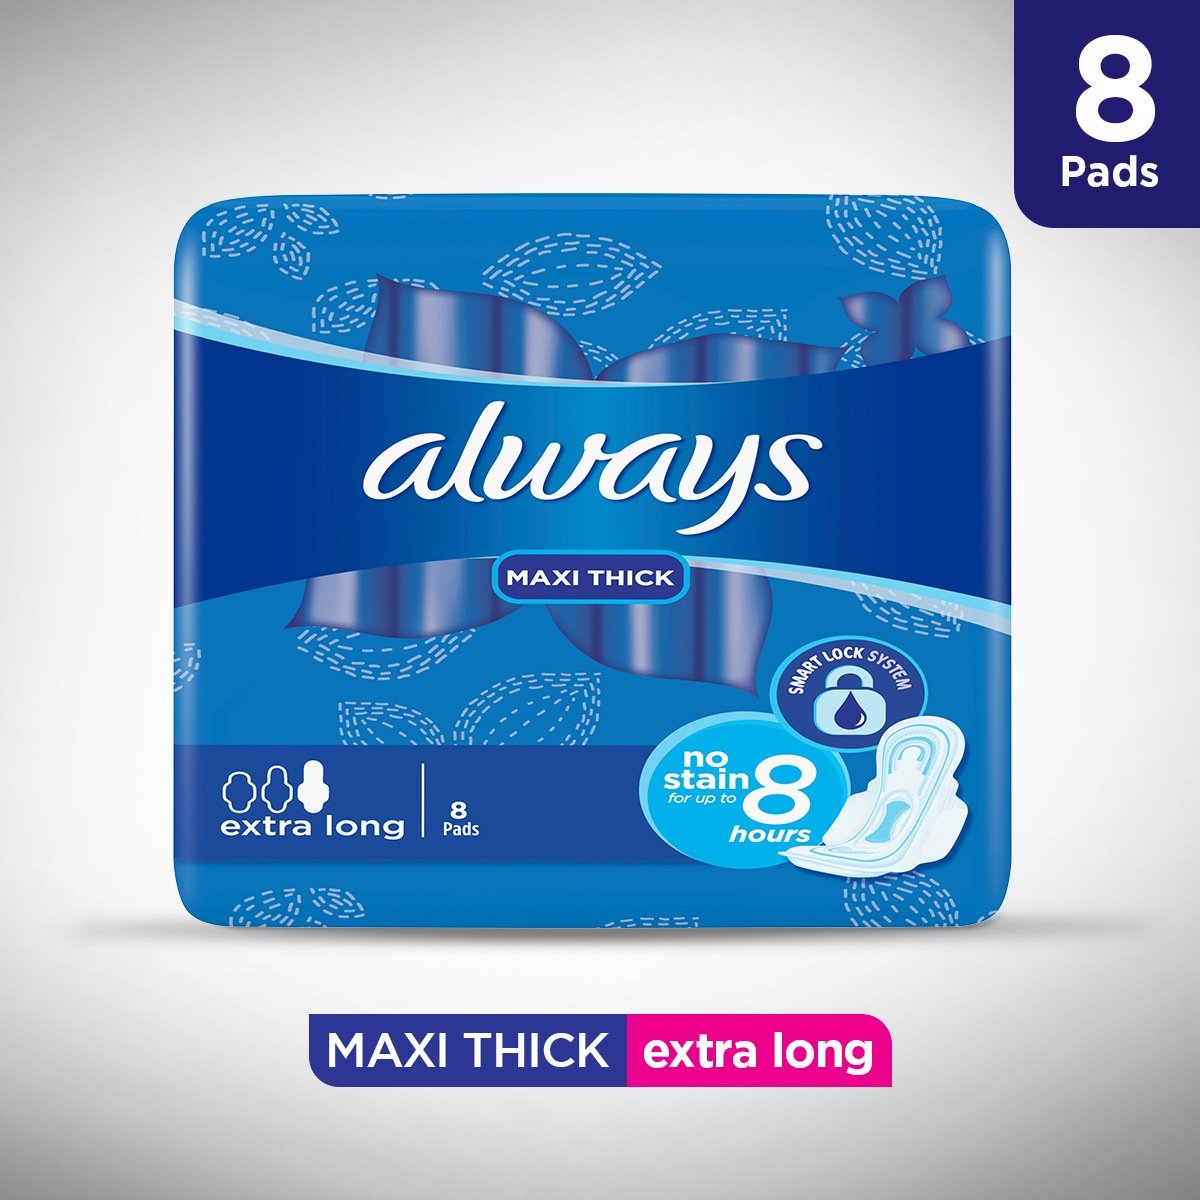 8
Pads
always
MAXI THICK
SMART LOCK SYSTEM
no
stain
for up to
8
hours
extra long
8
Pads
MAXI THICK
extra long